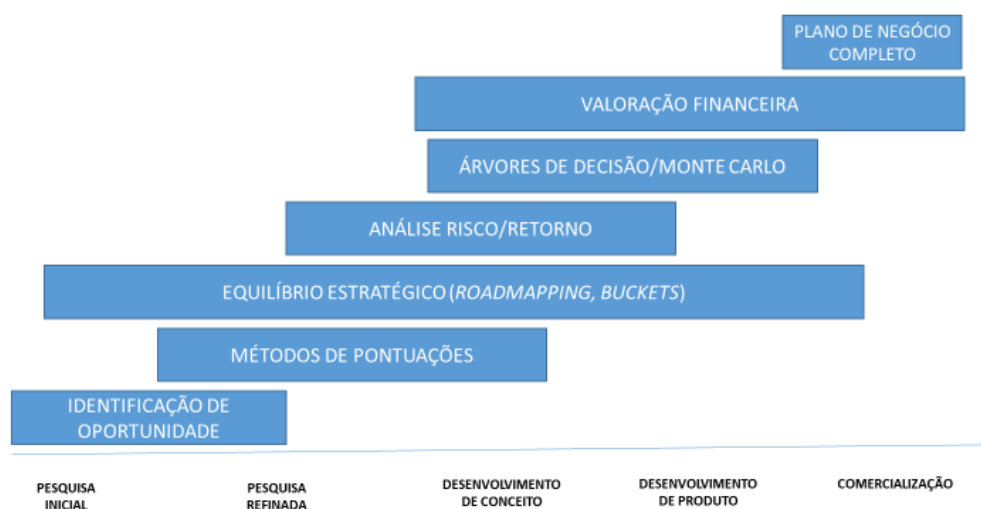 PLANO DE NEGÓCIO
COMPLETO
VALORAÇÃO FINANCEIRA
ÁRVORES DE DECISÃO/MONTE CARLO
ANÁLISE RISCO/RETORNO
EQUILÍBRIO ESTRATÉGICO (ROADMAPPING, BUCKETS)
MÉTODOS DE PONTUAÇÕES
IDENTIFICAÇÃO DE
OPORTUNIDADE
PESQUISA
INICIAL
PESQUISA
REFINADA
DESENVOLVIMENTO
DE CONCEITO
DESENVOLVIMENTO
DE PRODUTO
COMERCIALIZAÇÃO